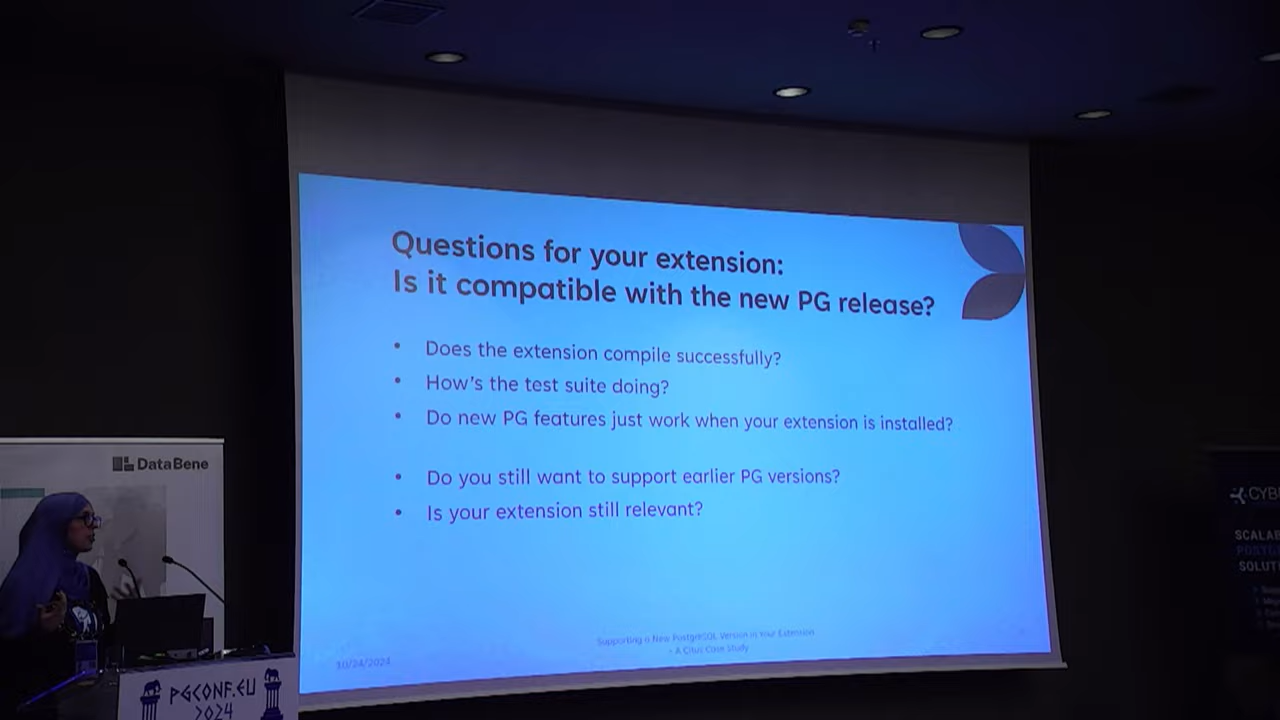 Questions for your extension:
Is it compatible with the new PG release?
• Does the extension compile successfully?
• How's the test suite doing?
• Do new PG features just work when your extension is installed?
• Do you still want to support earlier PG versions?
• Is your extension still relevant?
10/24/2024
Supporting a New PostgreSQL Version in Your Extension
- A Citus Case Study
Data Bene
PGCONF.EU
2024